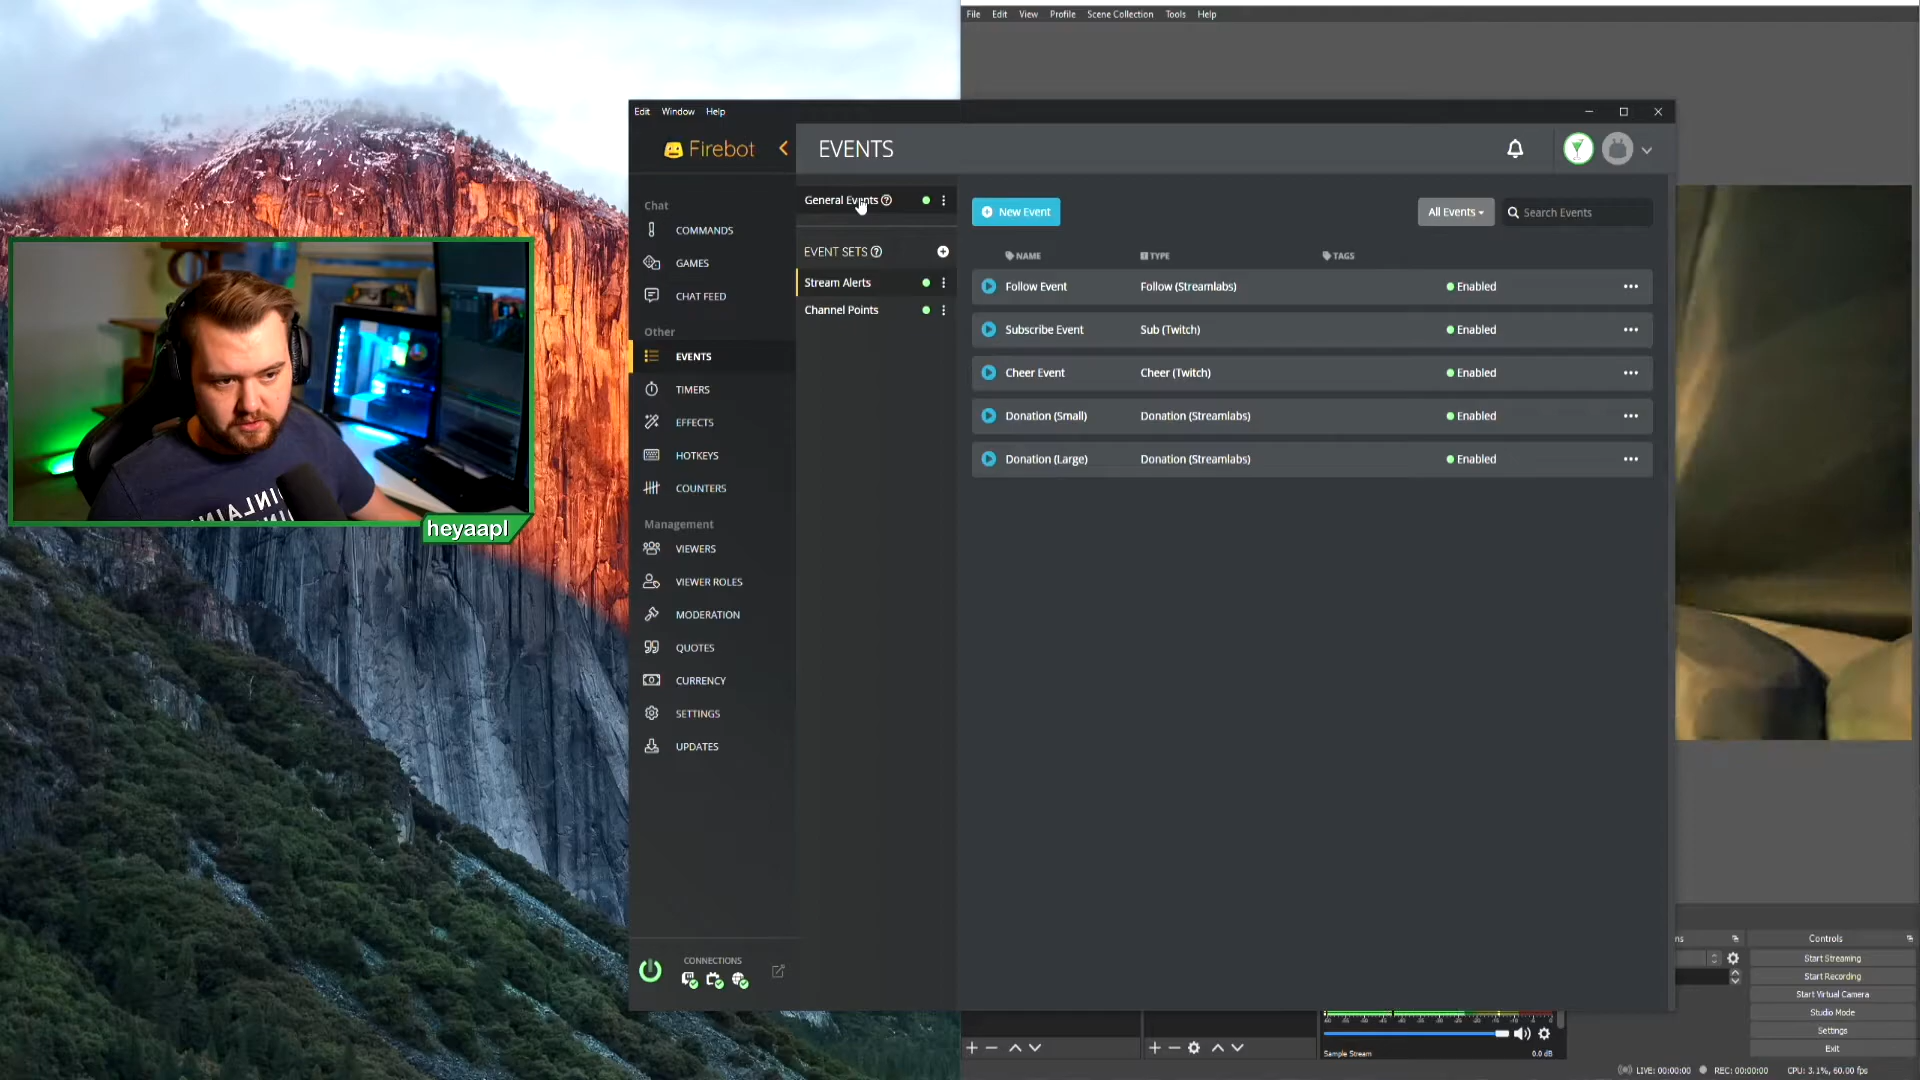 File Edit View Profile Scene Collection Tools Help
Edit Window Help
Firebot
EVENTS
Chat
COMMANDS
GAMES
CHAT FEED
Other
EVENTS
TIMERS
EFFECTS
HOTKEYS
COUNTERS
Management
VIEWERS
VIEWER ROLES
MODERATION
QUOTES
CURRENCY
SETTINGS
UPDATES
CONNECTIONS
General Events
EVENT SETS
Stream Alerts
Channel Points
New Event
All Events
Search Events
NAME TYPE TAGS
Follow Event Follow (Streamlabs) Enabled
Subscribe Event Sub (Twitch) Enabled
Cheer Event Cheer (Twitch) Enabled
Donation (Small) Donation (Streamlabs) Enabled
Donation (Large) Donation (Streamlabs) Enabled
heyaapl
ns
Controls
Start Streaming
Start Recording
Start Virtual Camera
Studio Mode
Settings
Exit
Sample Stream 0.0 dB
LIVE: 00:00:00 REC: 00:00:00 CPU: 3.1%, 60.00 fps